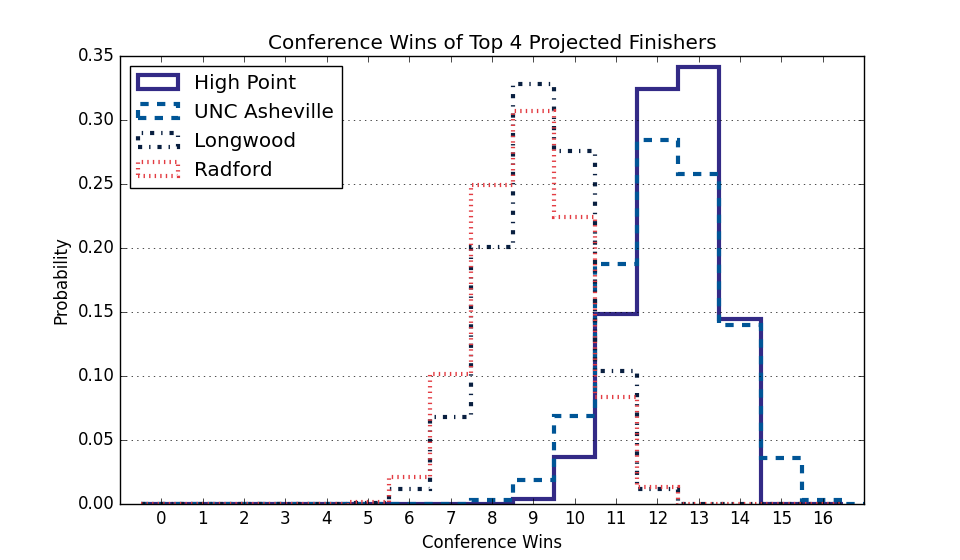 Conference Wins of Top 4 Projected Finishers
High Point
UNC Asheville
Longwood
Radford
Probability
0.35
0.30
0.25
0.20
0.15
0.10
0.05
0.00
0 1 2 3 4 5 6 7 8 9 10 11 12 13 14 15 16
Conference Wins